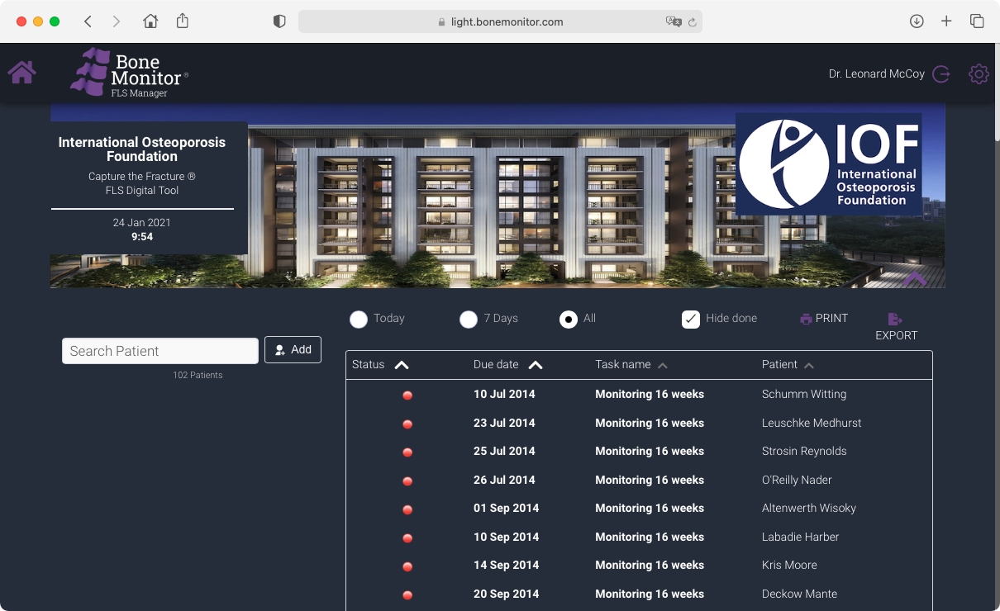 light.bonemonitor.com
Bone
Monitor®
FLS Manager
Dr. Leonard McCoy
International Osteoporosis
Foundation
Capture the Fracture ®
FLS Digital Tool
24 Jan 2021
9:54
IOF
International
Osteoporosis
Foundation
Today 7 Days All Hide done PRINT EXPORT
Search Patient Add
102 Patients
Status Due date Task name Patient
10 Jul 2014 Monitoring 16 weeks Schumm Witting
23 Jul 2014 Monitoring 16 weeks Leuschke Medhurst
25 Jul 2014 Monitoring 16 weeks Strosin Reynolds
26 Jul 2014 Monitoring 16 weeks O'Reilly Nader
01 Sep 2014 Monitoring 16 weeks Altenwerth Wisoky
10 Sep 2014 Monitoring 16 weeks Labadie Harber
14 Sep 2014 Monitoring 16 weeks Kris Moore
20 Sep 2014 Monitoring 16 weeks Deckow Mante